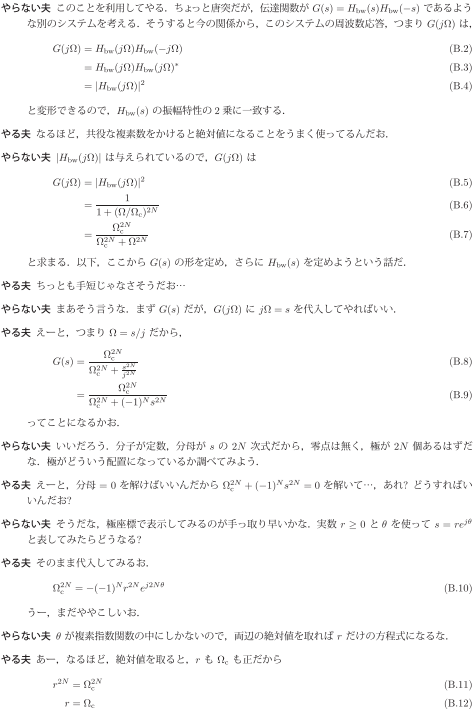 やらない夫 このことを利用してやる．ちょっと唐突だが，伝達関数が G(s) = H_bw(s)H_bw(−s) であるよう
な別のシステムを考える．そうすると今の関係から，このシステムの周波数応答，つまり G(jΩ) は，
G(jΩ) = H_bw(jΩ)H_bw(−jΩ) (B.2)
= H_bw(jΩ)H_bw(jΩ)* (B.3)
= |H_bw(jΩ)|² (B.4)
と変形できるので，H_bw(s) の振幅特性の 2 乗に一致する．
やる夫 なるほど，共役な複素数をかけると絶対値になることをうまく使ってるんだお．
やらない夫 |H_bw(jΩ)| は与えられているので，G(jΩ) は
G(jΩ) = |H_bw(jΩ)|² (B.5)
= 1 / (1 + (Ω/Ω_c)^{2N}) (B.6)
= Ω_c^{2N} / (Ω_c^{2N} + Ω^{2N}) (B.7)
と求まる．以下，ここから G(s) の形を定め，さらに H_bw(s) を定めようという話だ．
やる夫 ちっとも手短じゃなさそうだお…
やらない夫 まあそう言うな．まず G(s) だが，G(jΩ) に jΩ = s を代入してやればいい．
やる夫 えーと，つまり Ω = s/j だから，
G(s) = Ω_c^{2N} / (Ω_c^{2N} + s^{2N}/j^{2N}) (B.8)
= Ω_c^{2N} / (Ω_c^{2N} + (−1)^N s^{2N}) (B.9)
ってことになるかお．
やらない夫 いいだろう．分子が定数，分母が s の 2N 次式だから，零点は無く，極が 2N 個あるはずだ
な．極がどういう配置になっているか調べてみよう．
やる夫 えーと，分母 = 0 を解けばいいんだから Ω_c^{2N} + (−1)^N s^{2N} = 0 を解いて…，あれ？ どうすればい
いんだお？
やらない夫 そうだな，極座標で表示してみるのが手っ取り早いかな．実数 r ≥ 0 と θ を使って s = re^{jθ}
と表してみたらどうなる？
やる夫 そのまま代入してみるお．
Ω_c^{2N} = −(−1)^N r^{2N} e^{j2Nθ} (B.10)
うー，まだややこしいお．
やらない夫 θ が複素指数関数の中にしかないので，両辺の絶対値を取れば r だけの方程式になるな．
やる夫 あー，なるほど，絶対値を取ると，r も Ω_c も正だから
r^{2N} = Ω_c^{2N} (B.11)
r = Ω_c (B.12)